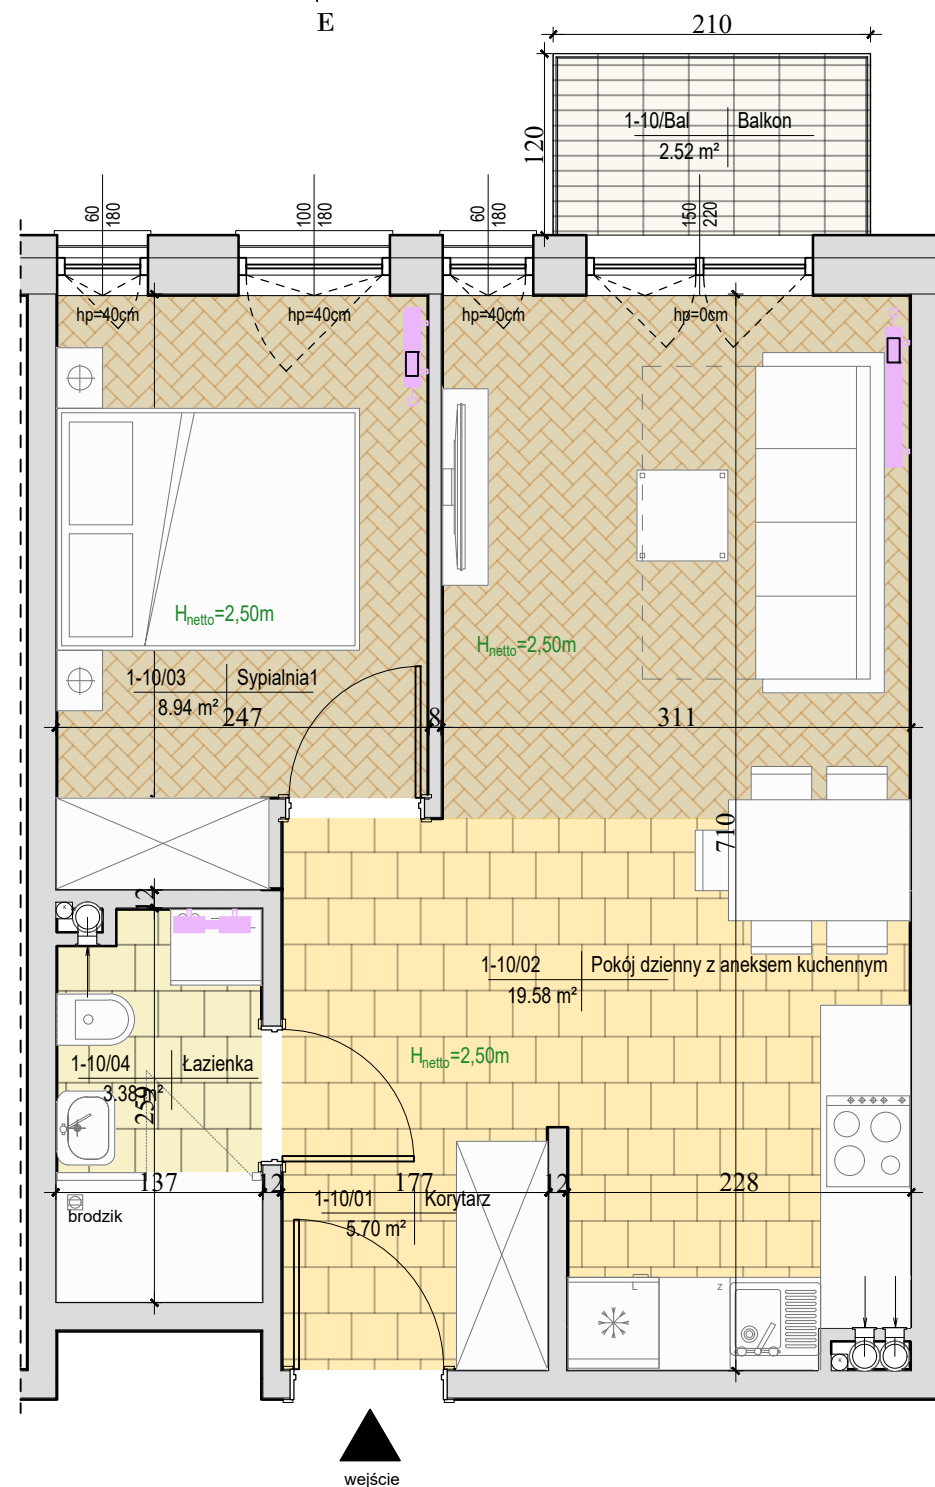 E
210
120
1-10/Bal Balkon
2.52 m²
60
180
100
180
60
180
150
220
hp=40cm
hp=40cm
hp=40cm
hp=0cm
Hnetto=2,50m
Hnetto=2,50m
1-10/03 Sypialnia1
8.94 m²
247
8
311
710
12
1-10/02 Pokój dzienny z aneksem kuchennym
19.58 m²
Hnetto=2,50m
1-10/04 Łazienka
3.38 m²
259
137
12
177
12
228
1-10/01 Korytarz
5.70 m²
brodzik
K
L
z
K
wejście